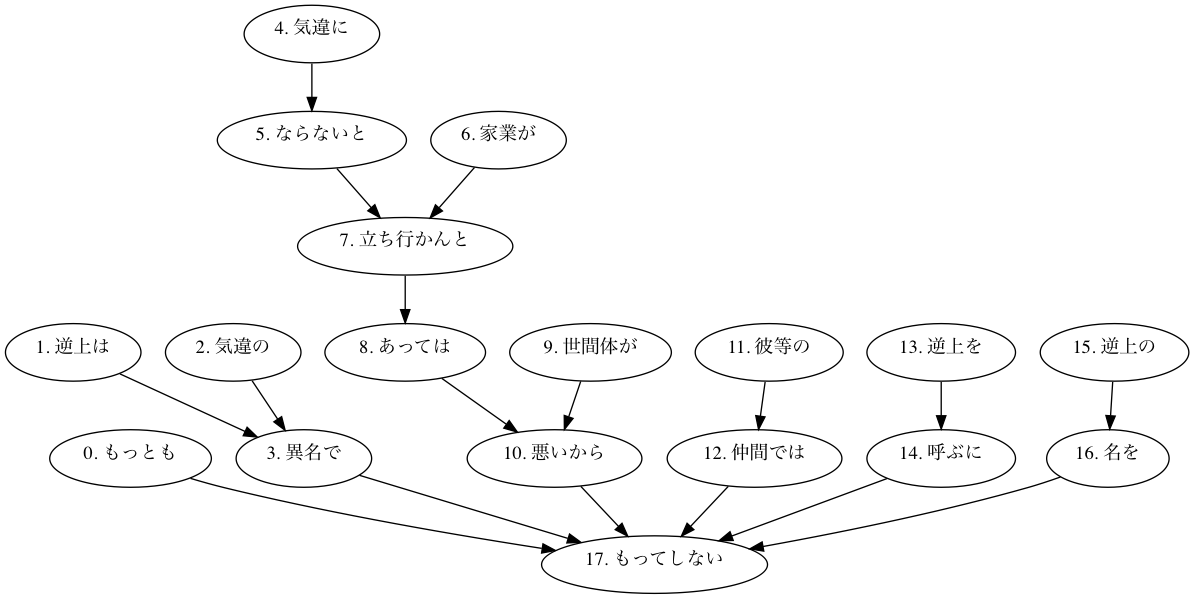 4. 気違に
5. ならないと
6. 家業が
7. 立ち行かんと
1. 逆上は
2. 気違の
8. あっては
9. 世間体が
11. 彼等の
13. 逆上を
15. 逆上の
0. もっとも
3. 異名で
10. 悪いから
12. 仲間では
14. 呼ぶに
16. 名を
17. もってしない